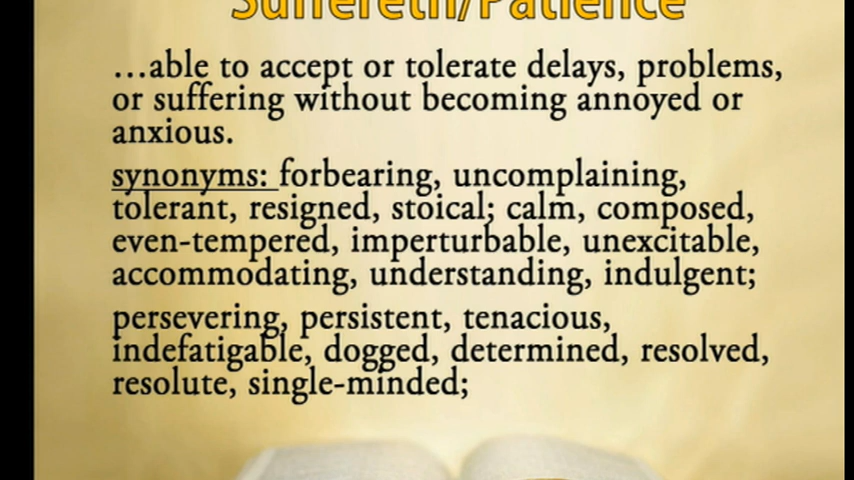 Suffereth/Patience
...able to accept or tolerate delays, problems,
or suffering without becoming annoyed or
anxious.
synonyms: forbearing, uncomplaining,
tolerant, resigned, stoical; calm, composed,
even-tempered, imperturbable, unexcitable,
accommodating, understanding, indulgent;
persevering, persistent, tenacious,
indefatigable, dogged, determined, resolved,
resolute, single-minded;